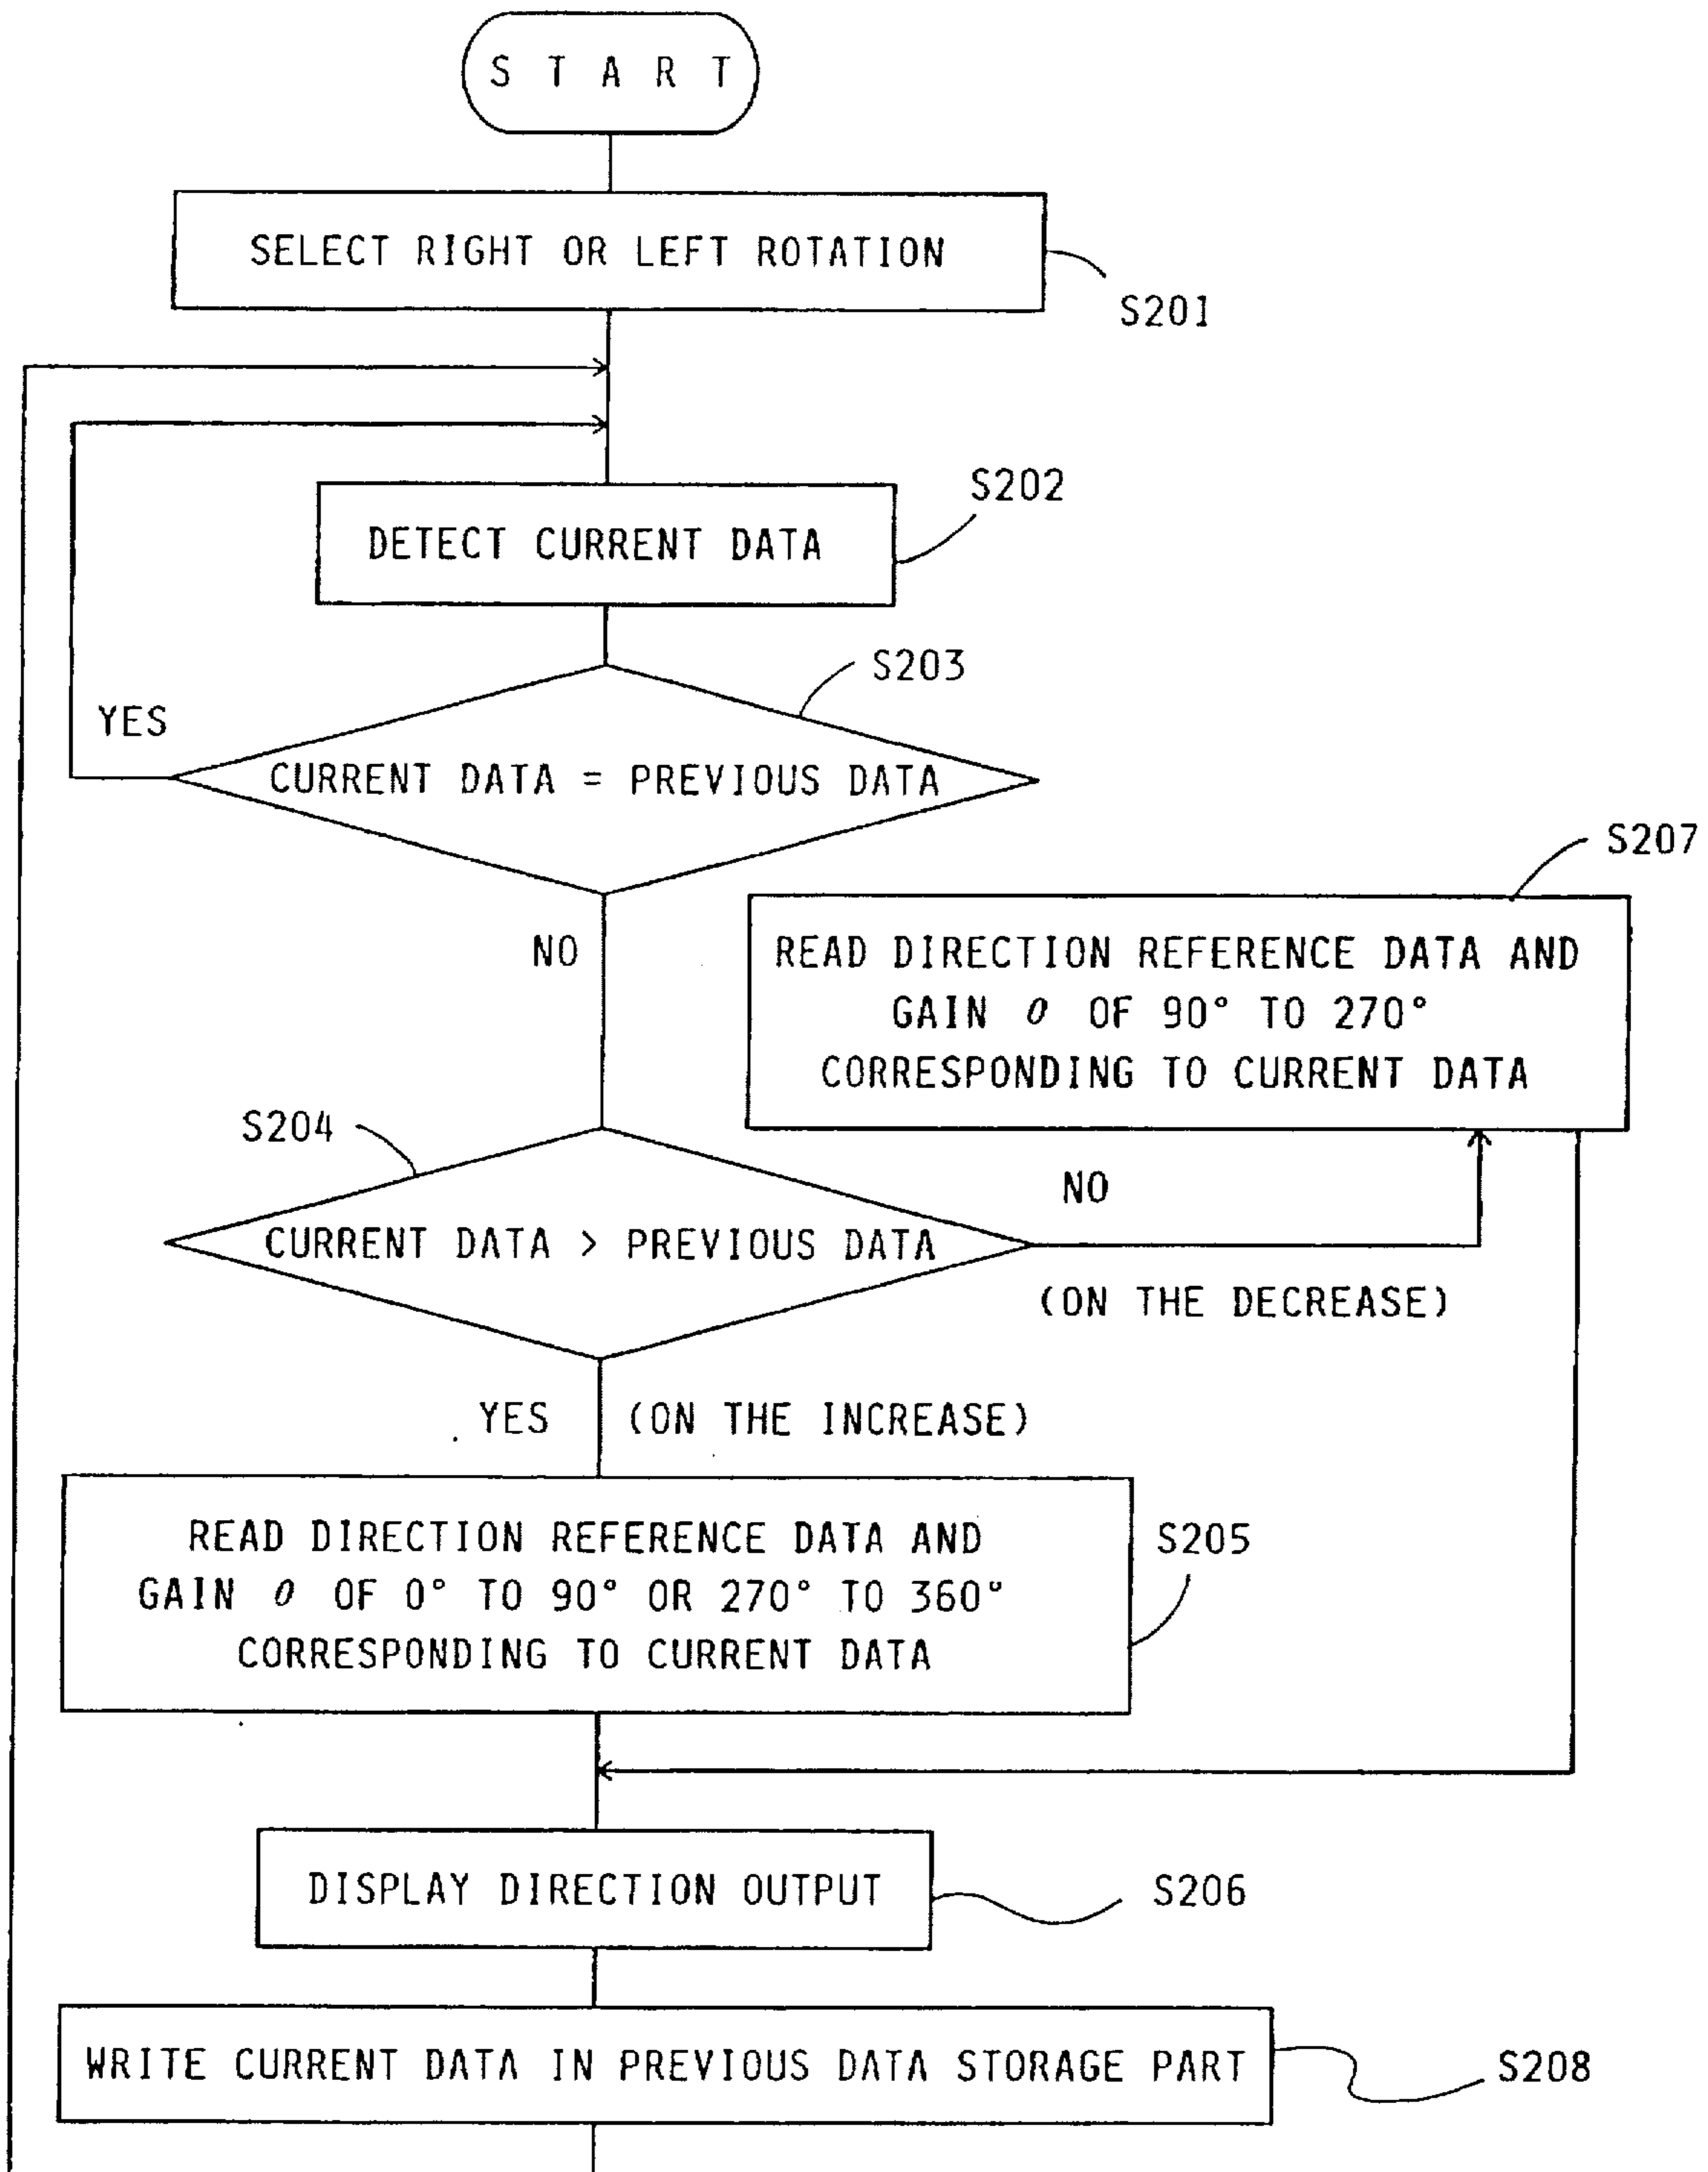 START
SELECT RIGHT OR LEFT ROTATION
S201
S202
DETECT CURRENT DATA
S203
YES
CURRENT DATA = PREVIOUS DATA
S207
NO
READ DIRECTION REFERENCE DATA AND
GAIN θ OF 90° TO 270°
CORRESPONDING TO CURRENT DATA
S204
NO
CURRENT DATA > PREVIOUS DATA
(ON THE DECREASE)
YES (ON THE INCREASE)
READ DIRECTION REFERENCE DATA AND
GAIN θ OF 0° TO 90° OR 270° TO 360°
CORRESPONDING TO CURRENT DATA
S205
DISPLAY DIRECTION OUTPUT
S206
WRITE CURRENT DATA IN PREVIOUS DATA STORAGE PART
S208